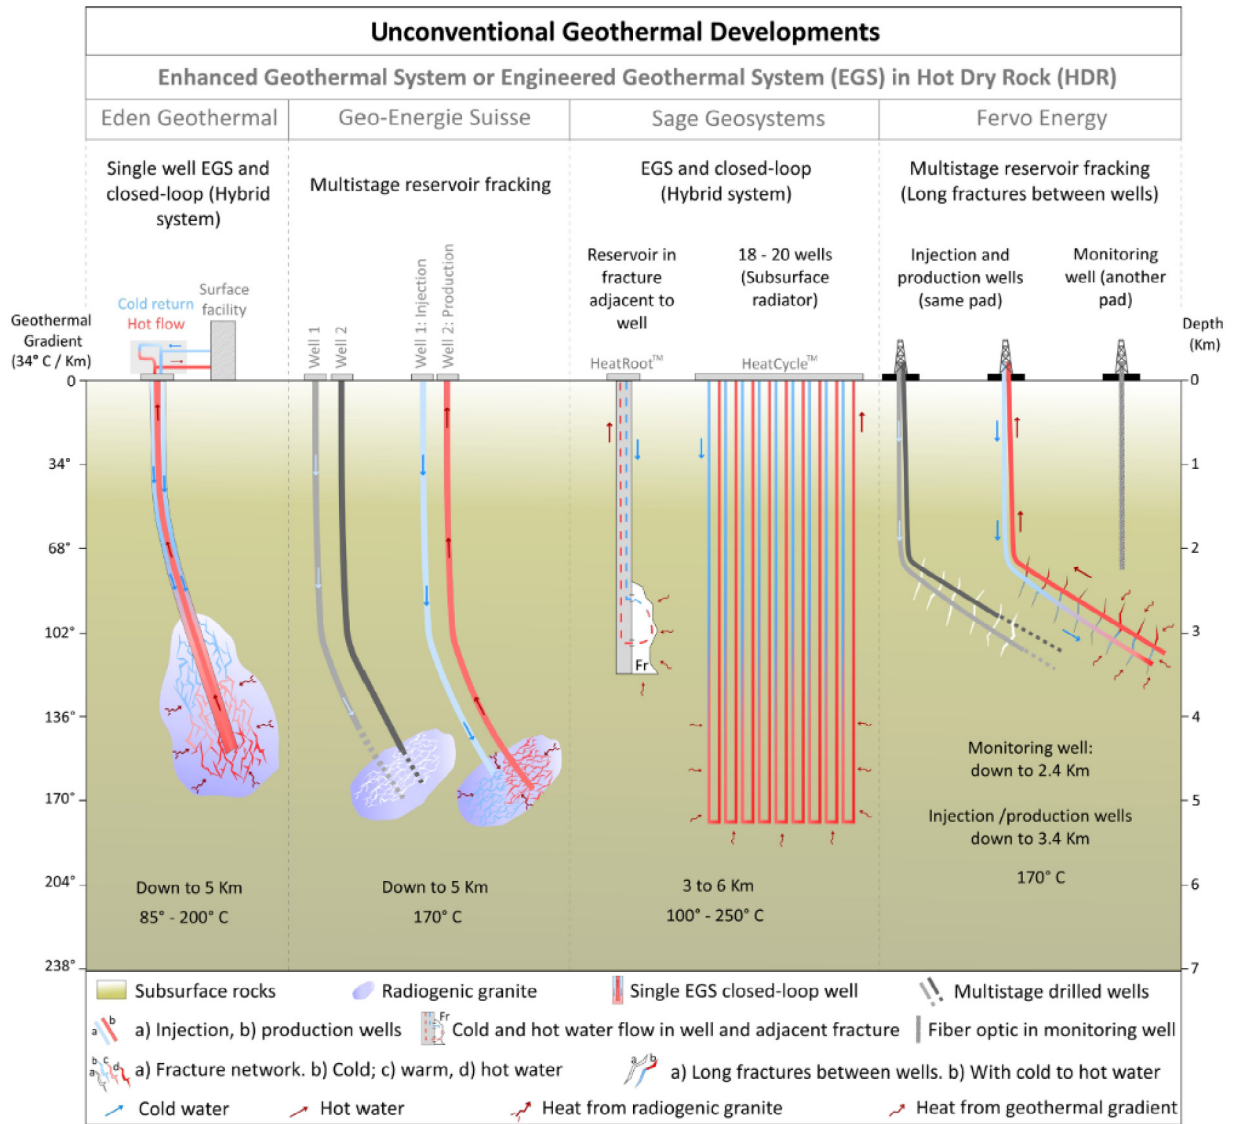 Unconventional Geothermal Developments
Enhanced Geothermal System or Engineered Geothermal System (EGS) in Hot Dry Rock (HDR)
Eden Geothermal
Geo-Energie Suisse
Sage Geosystems
Fervo Energy
Single well EGS and
closed-loop (Hybrid
system)
Multistage reservoir fracking
EGS and closed-loop
(Hybrid system)
Multistage reservoir fracking
(Long fractures between wells)
Reservoir in
fracture
adjacent to
well
18 - 20 wells
(Subsurface
radiator)
Injection and
production wells
(same pad)
Monitoring
well (another
pad)
Geothermal
Gradient
(34° C / Km)
Cold return
Hot flow
Surface
facility
Well 1
Well 2
Well 1: Injection
Well 2: Production
HeatRoot™
HeatCycle™
Depth
(Km)
0
34°
68°
102°
136°
170°
204°
238°
0
1
2
3
4
5
6
7
Fr
Down to 5 Km
85° - 200° C
Down to 5 Km
170° C
3 to 6 Km
100° - 250° C
Monitoring well:
down to 2.4 Km
Injection /production wells
down to 3.4 Km
170° C
Subsurface rocks
Radiogenic granite
Single EGS closed-loop well
Multistage drilled wells
a b
a) Injection, b) production wells
Fr
Cold and hot water flow in well and adjacent fracture
Fiber optic in monitoring well
a b c d
a) Fracture network. b) Cold; c) warm, d) hot water
a b
a) Long fractures between wells. b) With cold to hot water
Cold water
Hot water
Heat from radiogenic granite
Heat from geothermal gradient